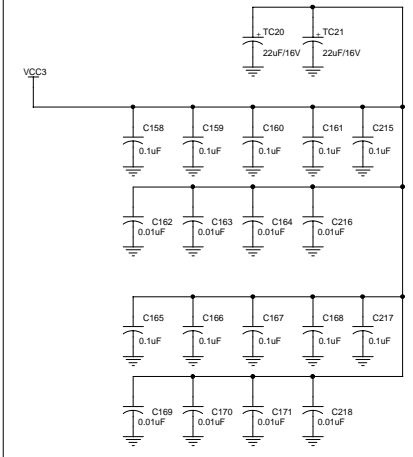 + TC20 + TC21
22uF/16V 22uF/16V
VCC3
C158 C159 C160 C161 C215
0.1uF 0.1uF 0.1uF 0.1uF 0.1uF
C162 C163 C164 C216
0.01uF 0.01uF 0.01uF 0.01uF
C165 C166 C167 C168 C217
0.1uF 0.1uF 0.1uF 0.1uF 0.1uF
C169 C170 C171 C218
0.01uF 0.01uF 0.01uF 0.01uF